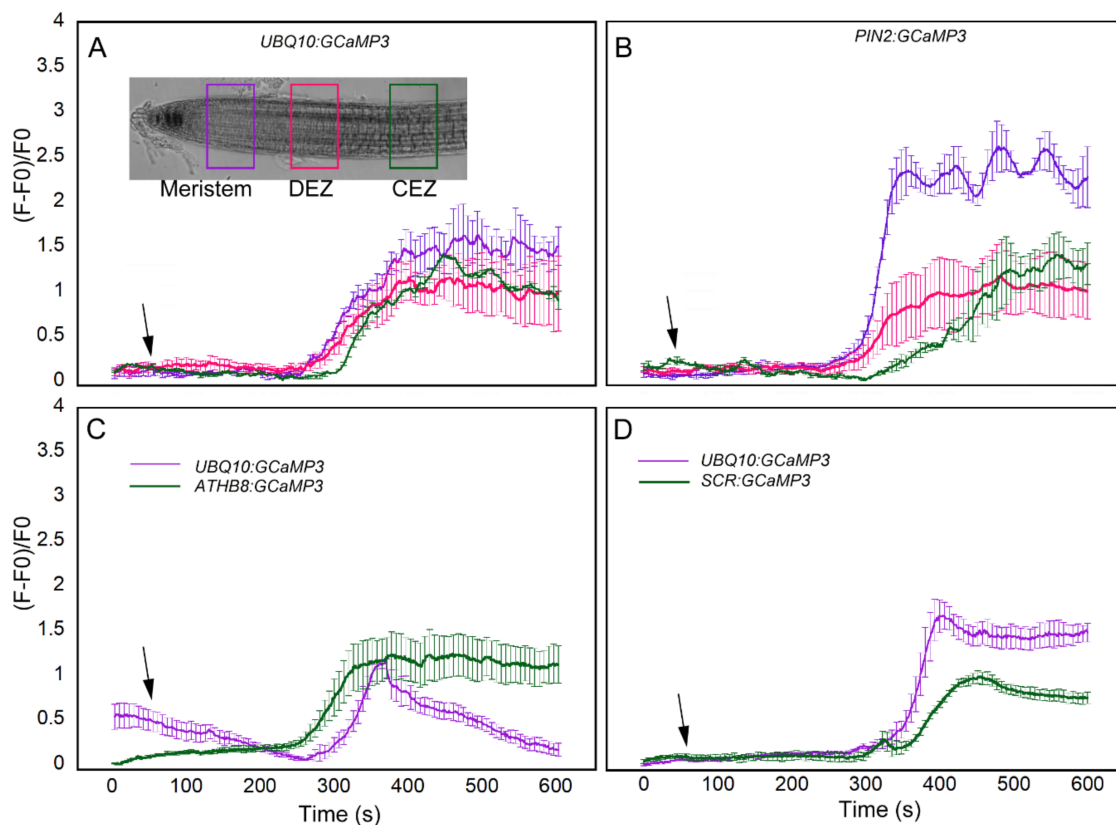 A
UBQ10:GCaMP3
Meristem DEZ CEZ
(F-F0)/F0
4
3.5
3
2.5
2
1.5
1
0.5
0
B
PIN2:GCaMP3
C
UBQ10:GCaMP3
ATHB8:GCaMP3
(F-F0)/F0
4
3.5
3
2.5
2
1.5
1
0.5
0
0 100 200 300 400 500 600
Time (s)
D
UBQ10:GCaMP3
SCR:GCaMP3
0 100 200 300 400 500 600
Time (s)